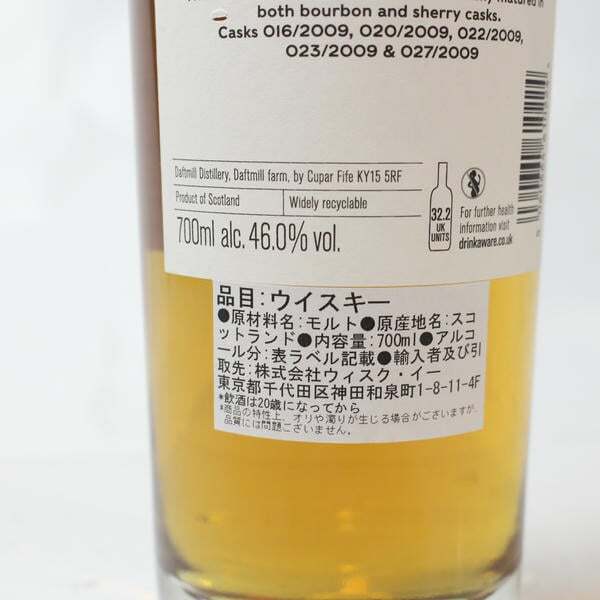 matured in
both bourbon and sherry casks.
Casks 016/2009, 020/2009, 022/2009,
023/2009 & 027/2009
Daftmill Distillery, Daftmill farm, by Cupar Fife KY15 5RF
Product of Scotland
Widely recyclable
700ml alc. 46.0% vol.
32.2
UK
UNITS
For further health
information visit
drinkaware.co.uk
品目:ウイスキー
●原材料名:モルト●原産地名:スコ
ットランド●内容量:700ml●アルコ
ール分:表ラベル記載●輸入者及び引
取先:株式会社ウィスク・イー
東京都千代田区神田和泉町1-8-11-4F
*飲酒は20歳になってから
*商品の特性上、オリや濁りが生じる場合がございますが、
品質には問題ございません。